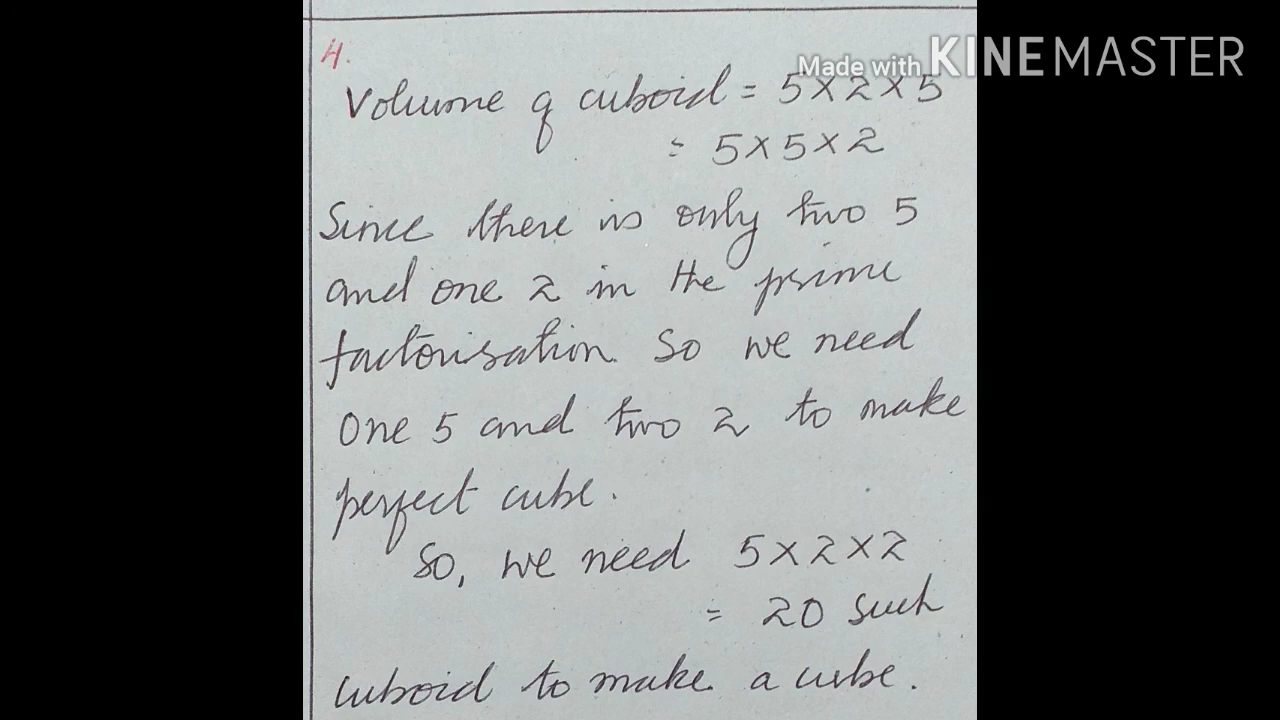 4.
Made with KINEMASTER
Volume of cuboid = 5×2×5
= 5×5×2
Since there is only two 5
and one 2 in the prime
factorisation. So we need
one 5 and two 2 to make
perfect cube.
So, we need 5×2×2
= 20 such
cuboid to make a cube.